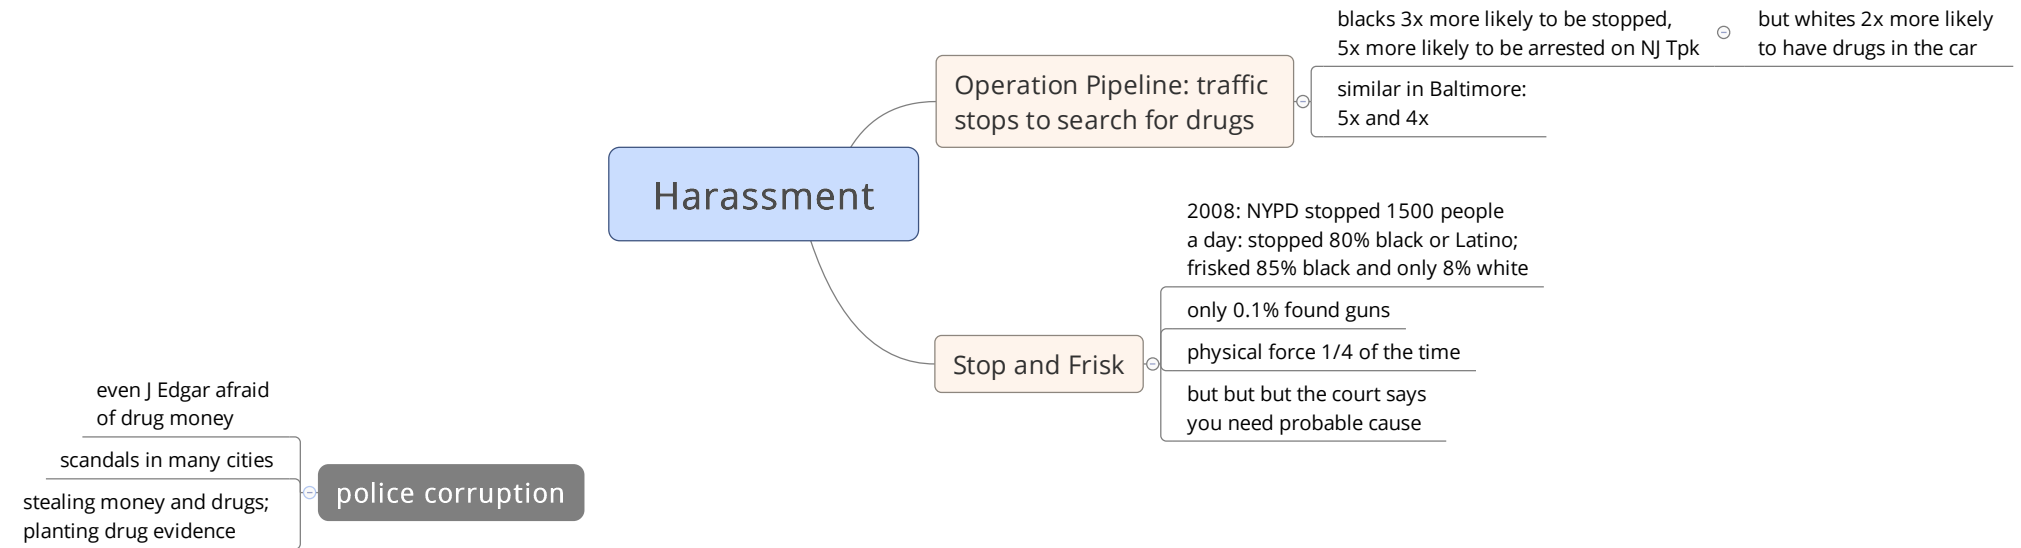 blacks 3x more likely to be stopped,
5x more likely to be arrested on NJ Tpk
but whites 2x more likely
to have drugs in the car
Operation Pipeline: traffic
stops to search for drugs
similar in Baltimore:
5x and 4x
Harassment
2008: NYPD stopped 1500 people
a day: stopped 80% black or Latino;
frisked 85% black and only 8% white
only 0.1% found guns
Stop and Frisk
physical force 1/4 of the time
but but but the court says
you need probable cause
even J Edgar afraid
of drug money
scandals in many cities
police corruption
stealing money and drugs;
planting drug evidence